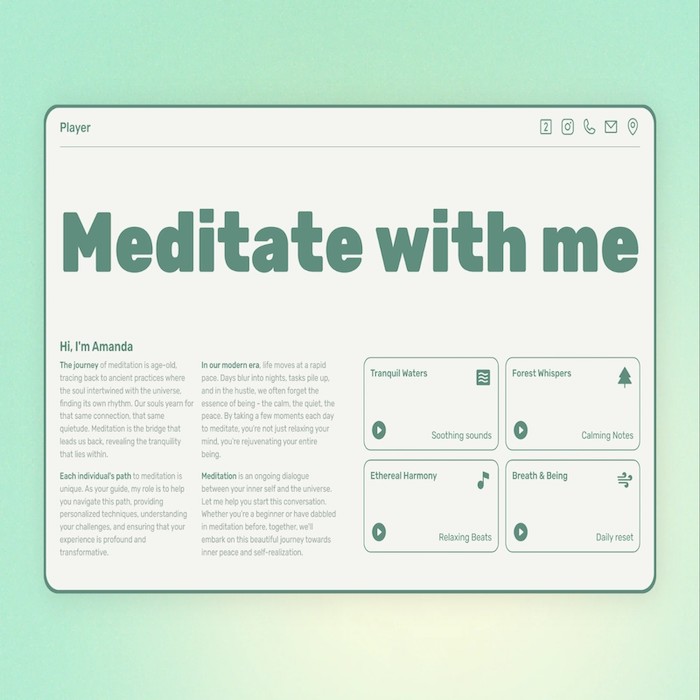 Player
2
Meditate with me
Hi, I'm Amanda
The journey of meditation is age-old,
tracing back to ancient practices where
the soul intertwined with the universe,
finding its own rhythm. Our souls yearn for
that same connection, that same
quietude. Meditation is the bridge that
leads us back, revealing the tranquility
that lies within.
Each individual's path to meditation is
unique. As your guide, my role is to help
you navigate this path, providing
personalized techniques, understanding
your challenges, and ensuring that your
experience is profound and
transformative.
In our modern era, life moves at a rapid
pace. Days blur into nights, tasks pile up,
and in the hustle, we often forget the
essence of being - the calm, the quiet, the
peace. By taking a few moments each day
to meditate, you're not just relaxing your
mind, you're rejuvenating your entire
being.
Meditation is an ongoing dialogue
between your inner self and the universe.
Let me help you start this conversation.
Whether you're a beginner or have dabbled
in meditation before, together, we'll
embark on this beautiful journey towards
inner peace and self-realization.
Tranquil Waters
Soothing sounds
Forest Whispers
Calming Notes
Ethereal Harmony
Relaxing Beats
Breath & Being
Daily reset